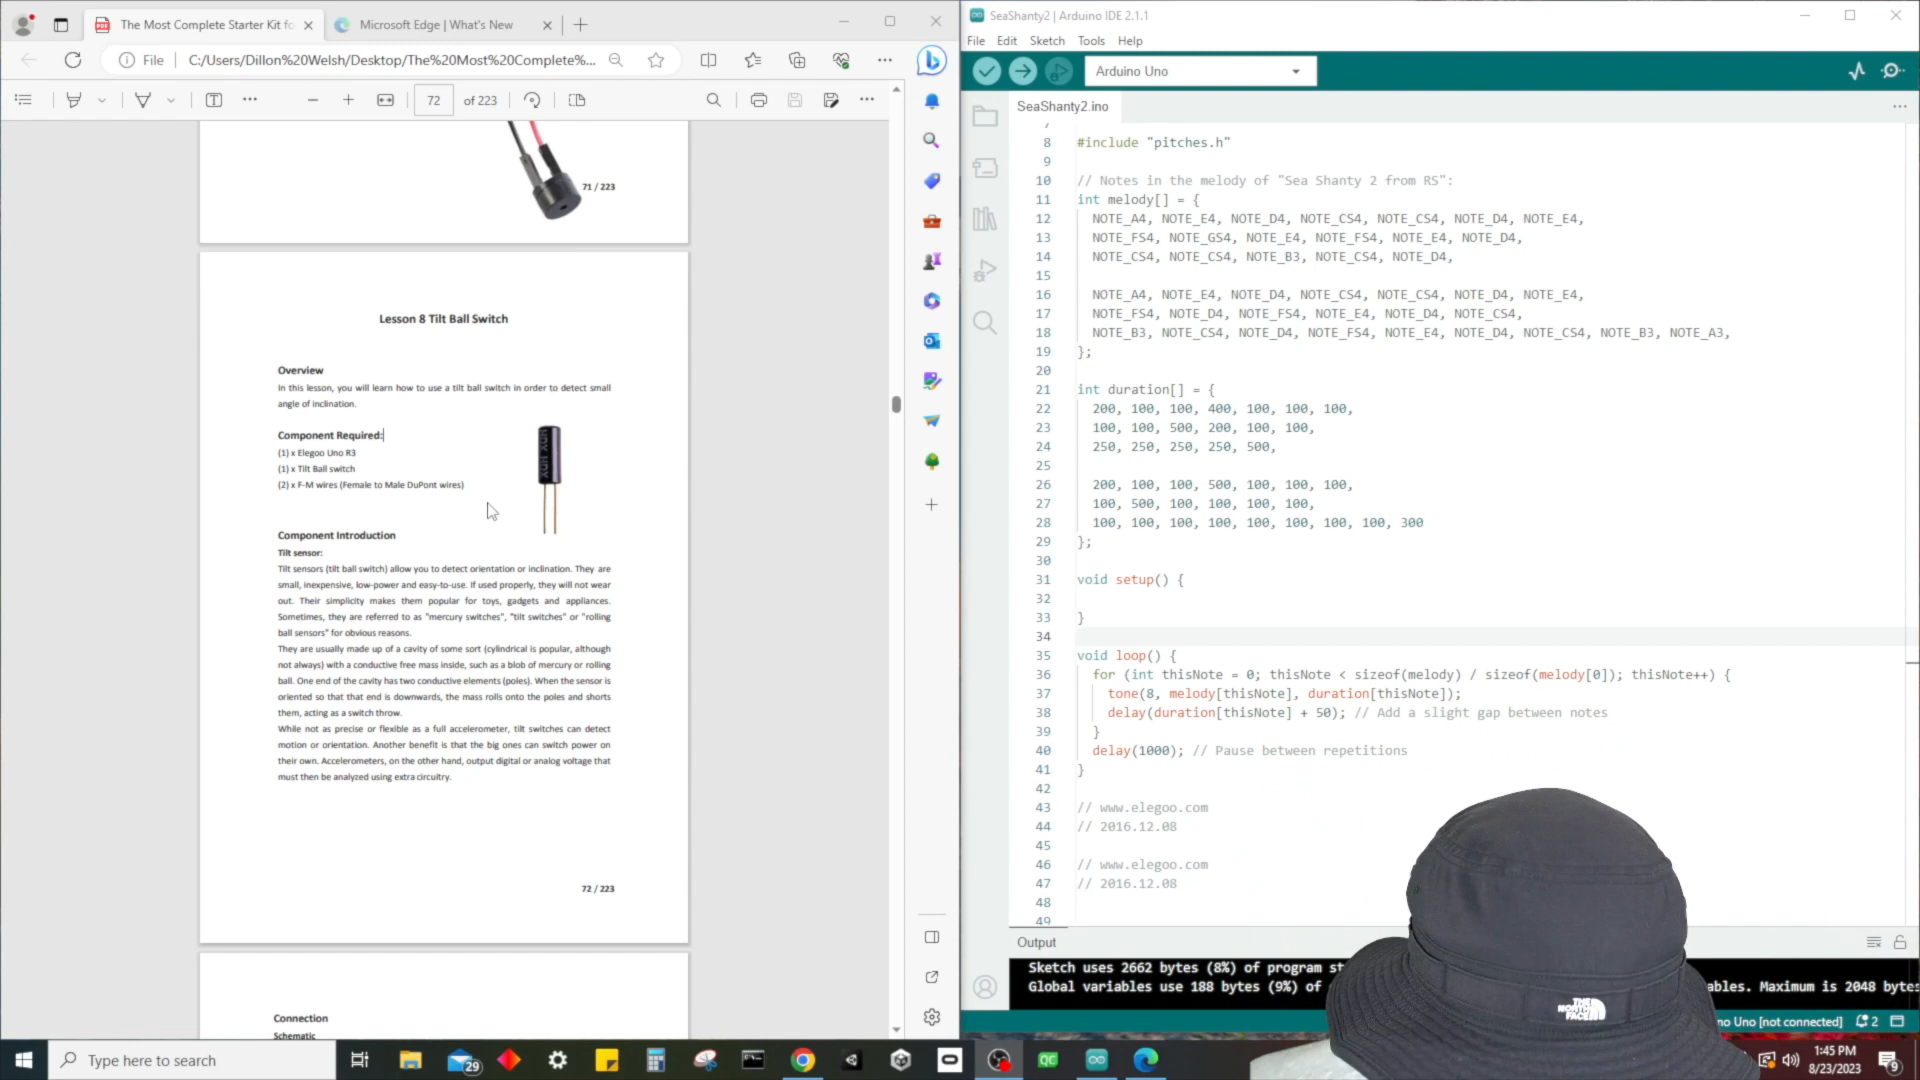 The Most Complete Starter Kit fo
Microsoft Edge | What's New
File
C:/Users/Dillon%20Welsh/Desktop/The%20Most%20Complete%...
72
of 223
71 / 223
Lesson 8 Tilt Ball Switch
Overview
In this lesson, you will learn how to use a tilt ball switch in order to detect small
angle of inclination.
Component Required:
(1) x Elegoo Uno R3
(1) x Tilt Ball switch
(2) x F-M wires (Female to Male DuPont wires)
Component Introduction
Tilt sensor:
Tilt sensors (tilt ball switch) allow you to detect orientation or inclination. They are
small, inexpensive, low-power and easy-to-use. If used properly, they will not wear
out. Their simplicity makes them popular for toys, gadgets and appliances.
Sometimes, they are referred to as "mercury switches", "tilt switches" or "rolling
ball sensors" for obvious reasons.
They are usually made up of a cavity of some sort (cylindrical is popular, although
not always) with a conductive free mass inside, such as a blob of mercury or rolling
ball. One end of the cavity has two conductive elements (poles). When the sensor is
oriented so that that end is downwards, the mass rolls onto the poles and shorts
them, acting as a switch throw.
While not as precise or flexible as a full accelerometer, tilt switches can detect
motion or orientation. Another benefit is that the big ones can switch power on
their own. Accelerometers, on the other hand, output digital or analog voltage that
must then be analyzed using extra circuitry.
72 / 223
Connection
Schematic
SeaShanty2 | Arduino IDE 2.1.1
File Edit Sketch Tools Help
Arduino Uno
SeaShanty2.ino
7
8 #include "pitches.h"
9
10 // Notes in the melody of "Sea Shanty 2 from RS":
11 int melody[] = {
12 NOTE_A4, NOTE_E4, NOTE_D4, NOTE_CS4, NOTE_CS4, NOTE_D4, NOTE_E4,
13 NOTE_FS4, NOTE_GS4, NOTE_E4, NOTE_FS4, NOTE_E4, NOTE_D4,
14 NOTE_CS4, NOTE_CS4, NOTE_B3, NOTE_CS4, NOTE_D4,
15
16 NOTE_A4, NOTE_E4, NOTE_D4, NOTE_CS4, NOTE_CS4, NOTE_D4, NOTE_E4,
17 NOTE_FS4, NOTE_D4, NOTE_FS4, NOTE_E4, NOTE_D4, NOTE_CS4,
18 NOTE_B3, NOTE_CS4, NOTE_D4, NOTE_FS4, NOTE_E4, NOTE_D4, NOTE_CS4, NOTE_B3, NOTE_A3,
19 };
20
21 int duration[] = {
22 200, 100, 100, 400, 100, 100, 100,
23 100, 100, 500, 200, 100, 100,
24 250, 250, 250, 250, 500,
25
26 200, 100, 100, 500, 100, 100, 100,
27 100, 500, 100, 100, 100, 100,
28 100, 100, 100, 100, 100, 100, 100, 100, 300
29 };
30
31 void setup() {
32
33 }
34
35 void loop() {
36 for (int thisNote = 0; thisNote < sizeof(melody) / sizeof(melody[0]); thisNote++) {
37 tone(8, melody[thisNote], duration[thisNote]);
38 delay(duration[thisNote] + 50); // Add a slight gap between notes
39 }
40 delay(1000); // Pause between repetitions
41 }
42
43 // www.elegoo.com
44 // 2016.12.08
45
46 // www.elegoo.com
47 // 2016.12.08
48
49
Output
Sketch uses 2662 bytes (8%) of program st
Global variables use 188 bytes (9%) of ables. Maximum is 2048 bytes
no Uno [not connected] 2
THE NORTH FACE
Type here to search
29
1:45 PM
8/23/2023
9